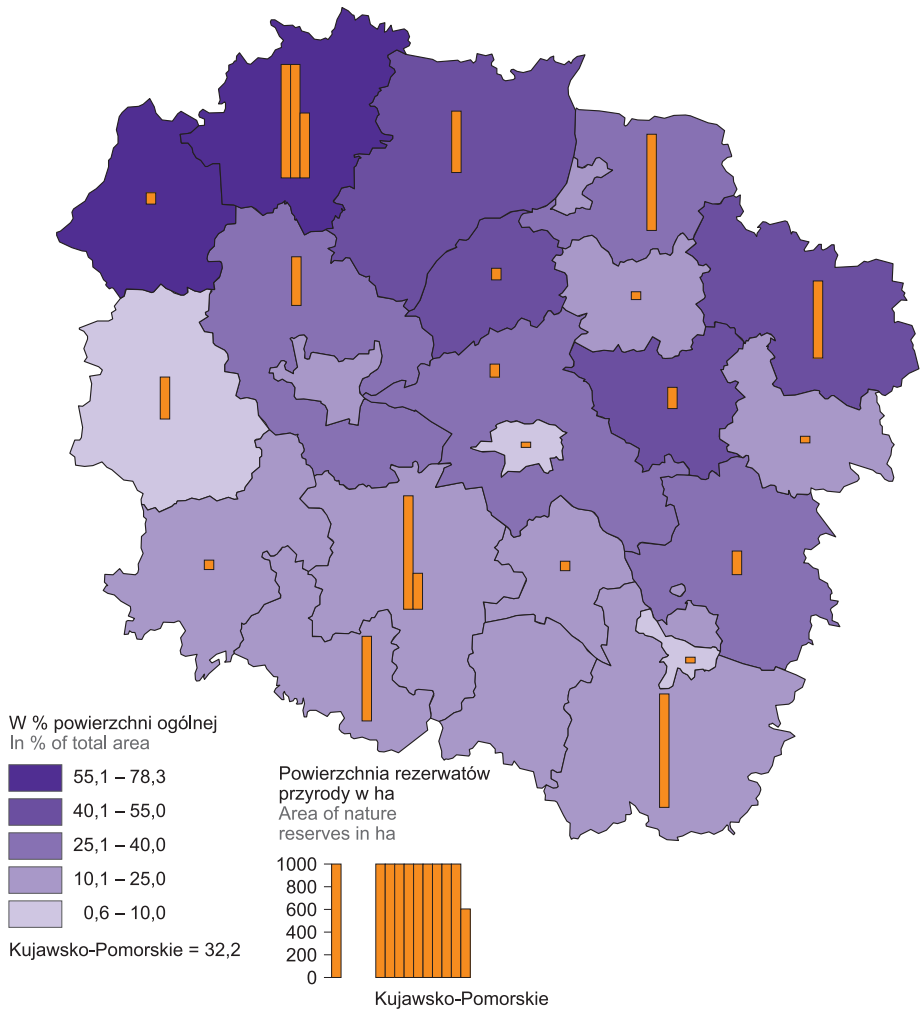 W % powierzchni ogólnej
In % of total area
55,1 – 78,3
40,1 – 55,0
25,1 – 40,0
10,1 – 25,0
0,6 – 10,0
Kujawsko-Pomorskie = 32,2
Powierzchnia rezerwatów
przyrody w ha
Area of nature
reserves in ha
1000
800
600
400
200
0
Kujawsko-Pomorskie